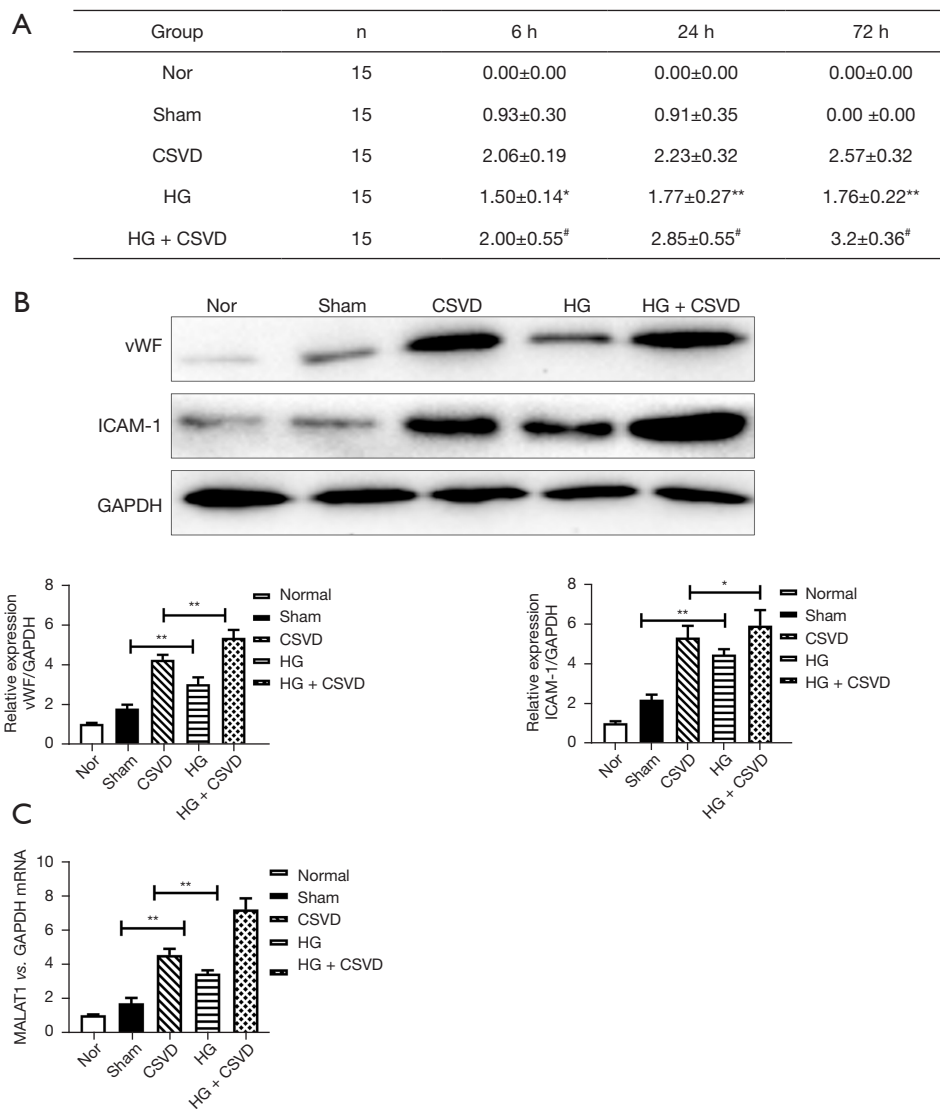 A
Group n 6 h 24 h 72 h
Nor 15 0.00±0.00 0.00±0.00 0.00±0.00
Sham 15 0.93±0.30 0.91±0.35 0.00 ±0.00
CSVD 15 2.06±0.19 2.23±0.32 2.57±0.32
HG 15 1.50±0.14* 1.77±0.27** 1.76±0.22**
HG + CSVD 15 2.00±0.55# 2.85±0.55# 3.2±0.36#
B
Nor Sham CSVD HG HG + CSVD
vWF
ICAM-1
GAPDH
Relative expression
vWF/GAPDH
8
6
4
2
0
**
**
Nor
Sham
CSVD
HG
HG + CSVD
Normal
Sham
CSVD
HG
HG + CSVD
Relative expression
ICAM-1/GAPDH
8
6
4
2
0
*
**
Nor
Sham
CSVD
HG
HG + CSVD
Normal
Sham
CSVD
HG
HG + CSVD
C
MALAT1 vs. GAPDH mRNA
10
8
6
4
2
0
**
**
Nor
Sham
CSVD
HG
HG + CSVD
Normal
Sham
CSVD
HG
HG + CSVD